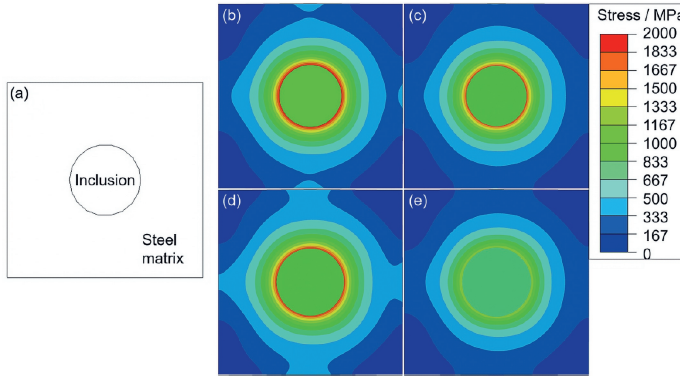 (a)
Inclusion
Steel
matrix
(b)
(c)
(d)
(e)
Stress / MPa
2000
1833
1667
1500
1333
1167
1000
833
667
500
333
167
0